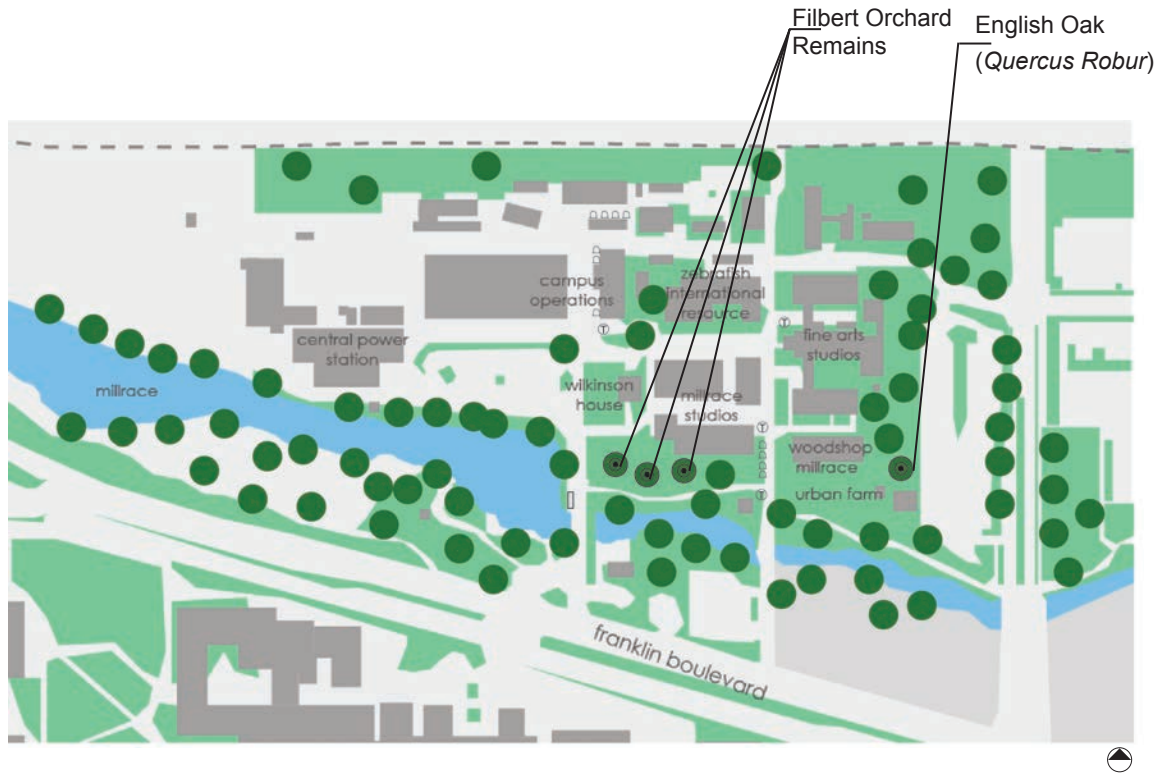 Filbert Orchard
Remains
English Oak
(Quercus Robur)
campus
operations
zebrafish
international
resource
central power
station
fine arts
studios
millrace
wilkinson
house
millrace
studios
woodshop
millrace
urban farm
franklin boulevard